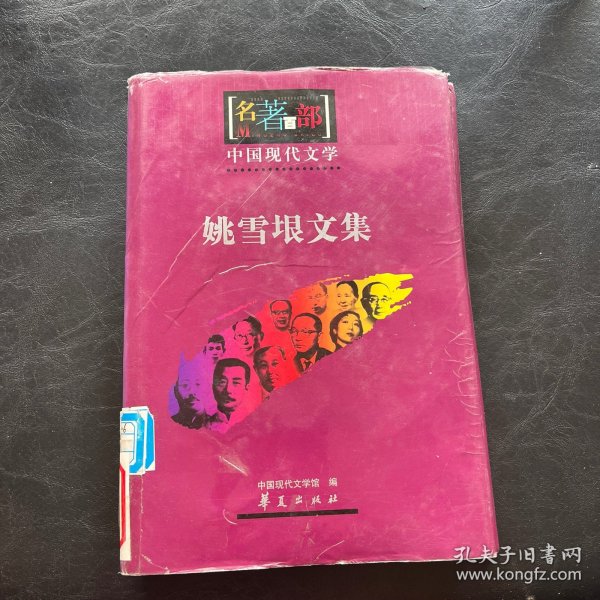 名著百部
中国现代文学
姚雪垠文集
中国现代文学馆 编
华夏出版社
孔夫子旧书网
www.kongfz.com